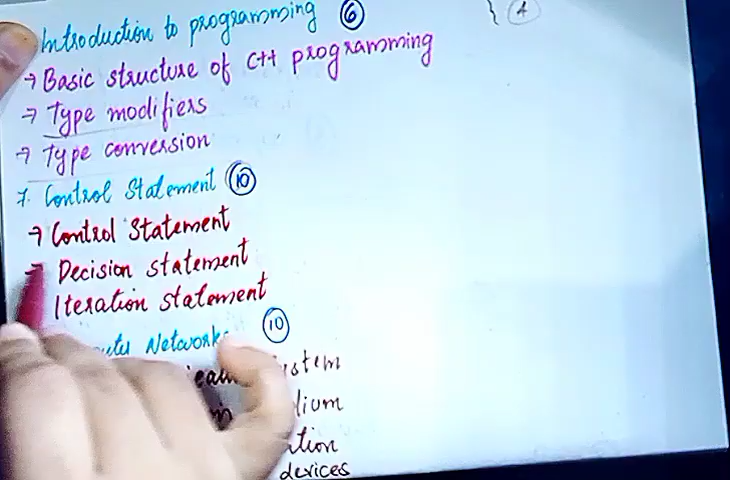 Introduction to programming ⑥ } Ⓐ
→ Basic structure of C++ programming
→ Type modifiers
→ Type conversion
7. Control Statement ⑩
→ Control Statement
→ Decision statement
Iteration statement
Networks ⑩
devices